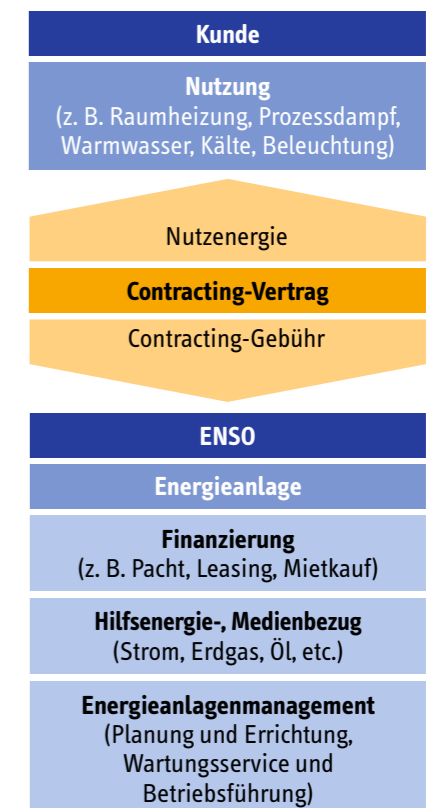 Kunde
Nutzung
(z. B. Raumheizung, Prozessdampf,
Warmwasser, Kälte, Beleuchtung)
Nutzenergie
Contracting-Vertrag
Contracting-Gebühr
ENSO
Energieanlage
Finanzierung
(z. B. Pacht, Leasing, Mietkauf)
Hilfsenergie-, Medienbezug
(Strom, Erdgas, Öl, etc.)
Energieanlagenmanagement
(Planung und Errichtung,
Wartungsservice und
Betriebsführung)